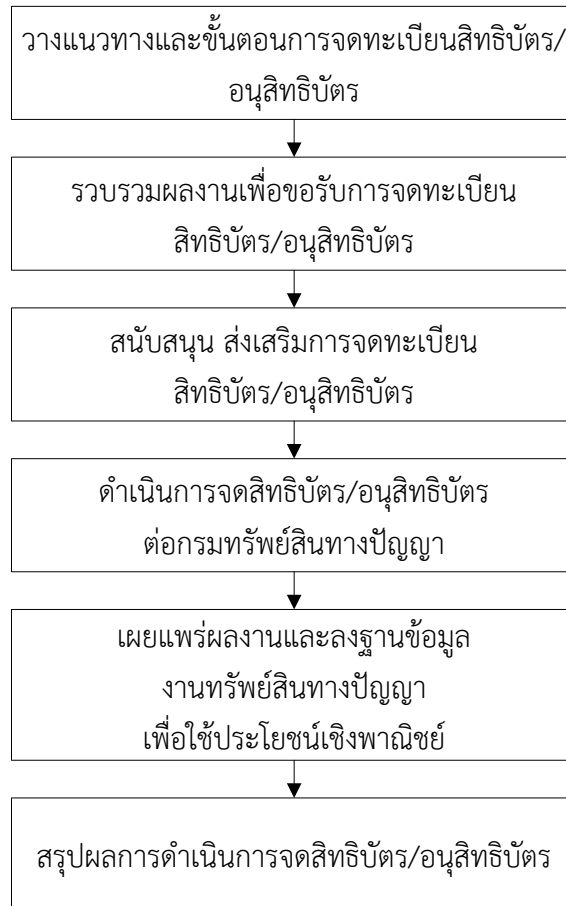 วางแนวทางและขั้นตอนการจดทะเบียนสิทธิบัตร/
อนุสิทธิบัตร
รวบรวมผลงานเพื่อขอรับการจดทะเบียน
สิทธิบัตร/อนุสิทธิบัตร
สนับสนุน ส่งเสริมการจดทะเบียน
สิทธิบัตร/อนุสิทธิบัตร
ดำเนินการจดสิทธิบัตร/อนุสิทธิบัตร
ต่อกรมทรัพย์สินทางปัญญา
เผยแพร่ผลงานและลงฐานข้อมูล
งานทรัพย์สินทางปัญญา
เพื่อใช้ประโยชน์เชิงพาณิชย์
สรุปผลการดำเนินการจดสิทธิบัตร/อนุสิทธิบัตร